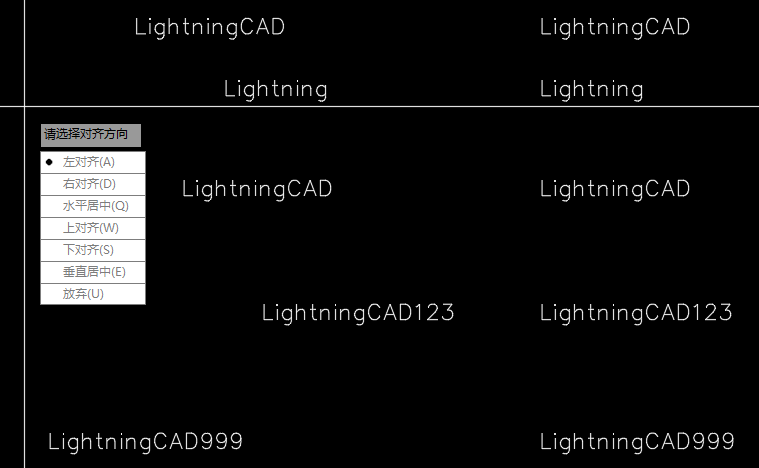 LightningCAD LightningCAD
Lightning Lightning
请选择对齐方向
左对齐(A)
右对齐(D)
水平居中(Q)
上对齐(W)
下对齐(S)
垂直居中(E)
放弃(U)
LightningCAD LightningCAD
LightningCAD123 LightningCAD123
LightningCAD999 LightningCAD999